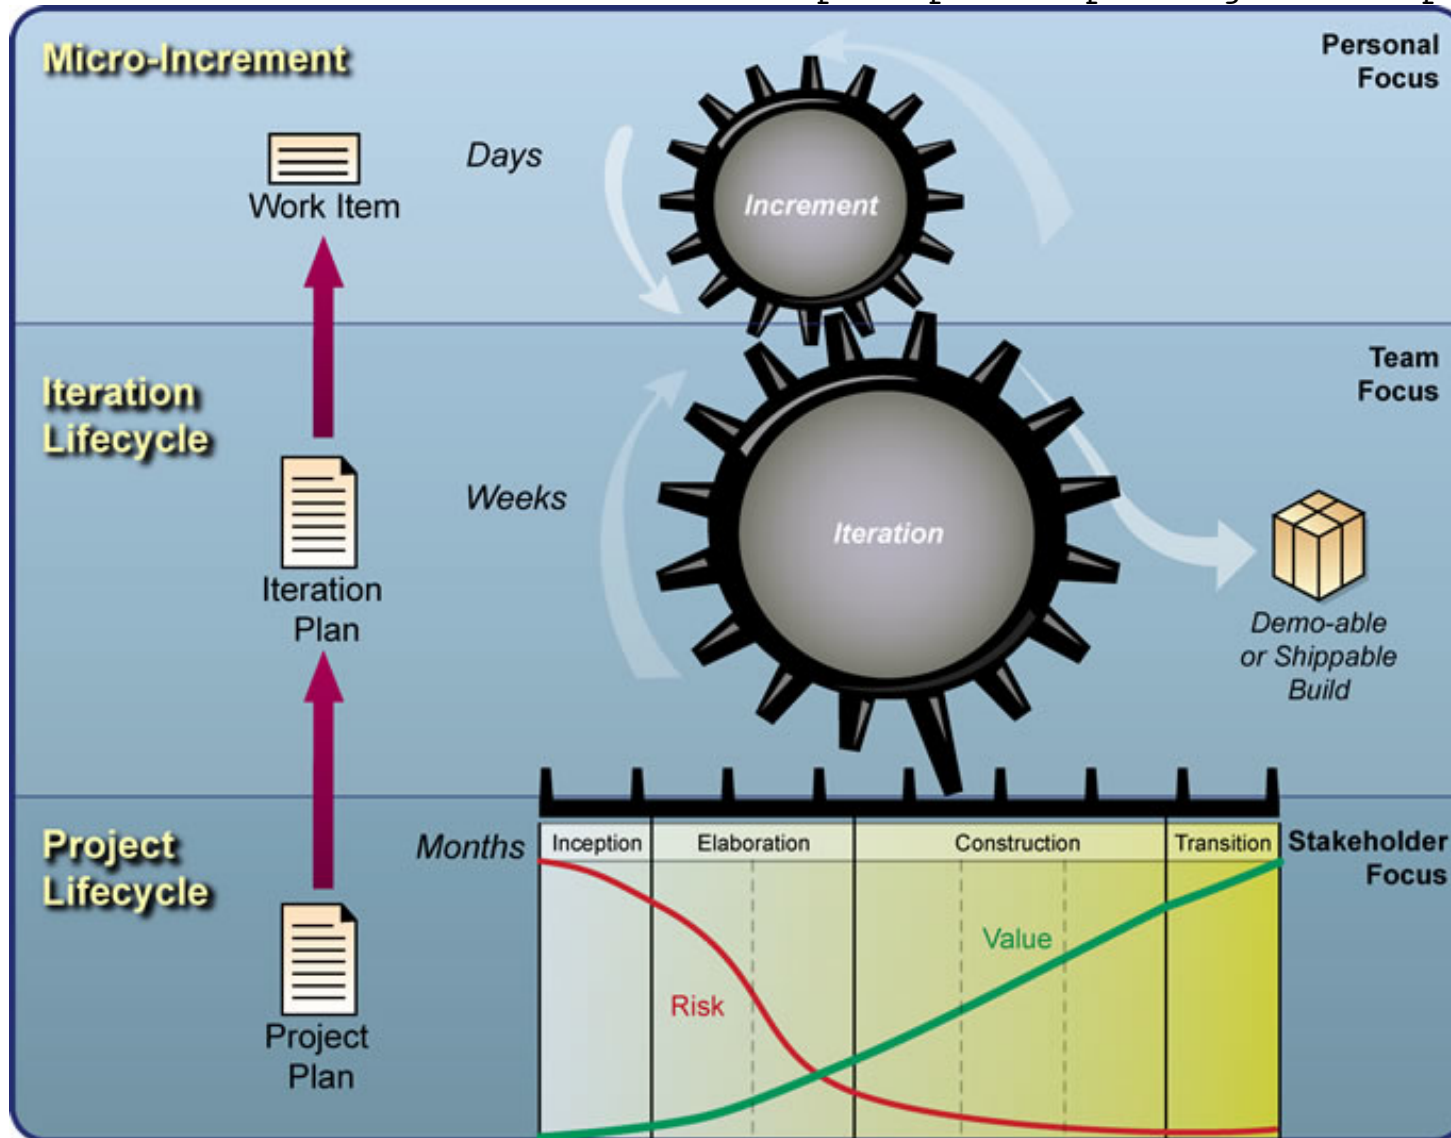 Micro-Increment
Personal
Focus
Days
Work Item
Increment
Iteration
Lifecycle
Team
Focus
Weeks
Iteration
Plan
Iteration
Demo-able
or Shippable
Build
Project
Lifecycle
Months
Inception
Elaboration
Construction
Transition
Stakeholder
Focus
Value
Risk
Project
Plan